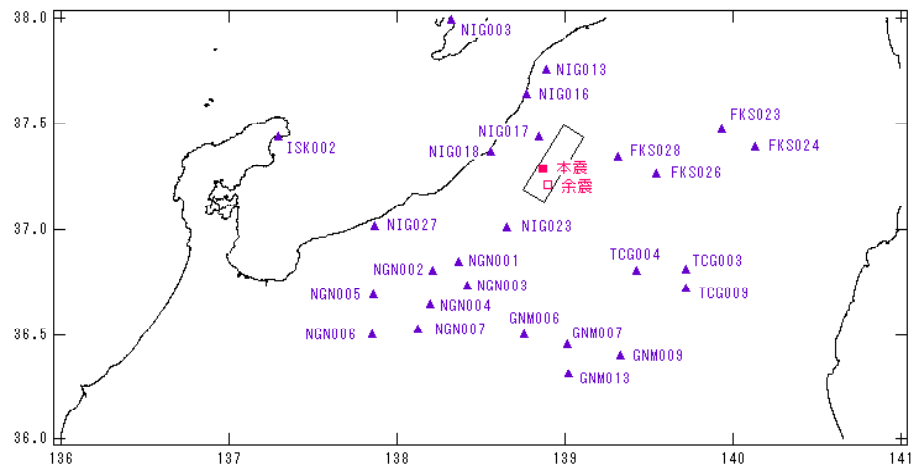 38.0
NIG003
NIG013
NIG016
37.5
FKS023
NIG017
ISK002
FKS024
NIG018
FKS028
本震
FKS026
余震
37.0
NIG027
NIG023
NGN001
TCG004
TCG003
NGN002
NGN003
TCG009
NGN005
NGN004
GNM006
36.5
NGN006
NGN007
GNM007
GNM009
GNM013
36.0
136
137
138
139
140
141